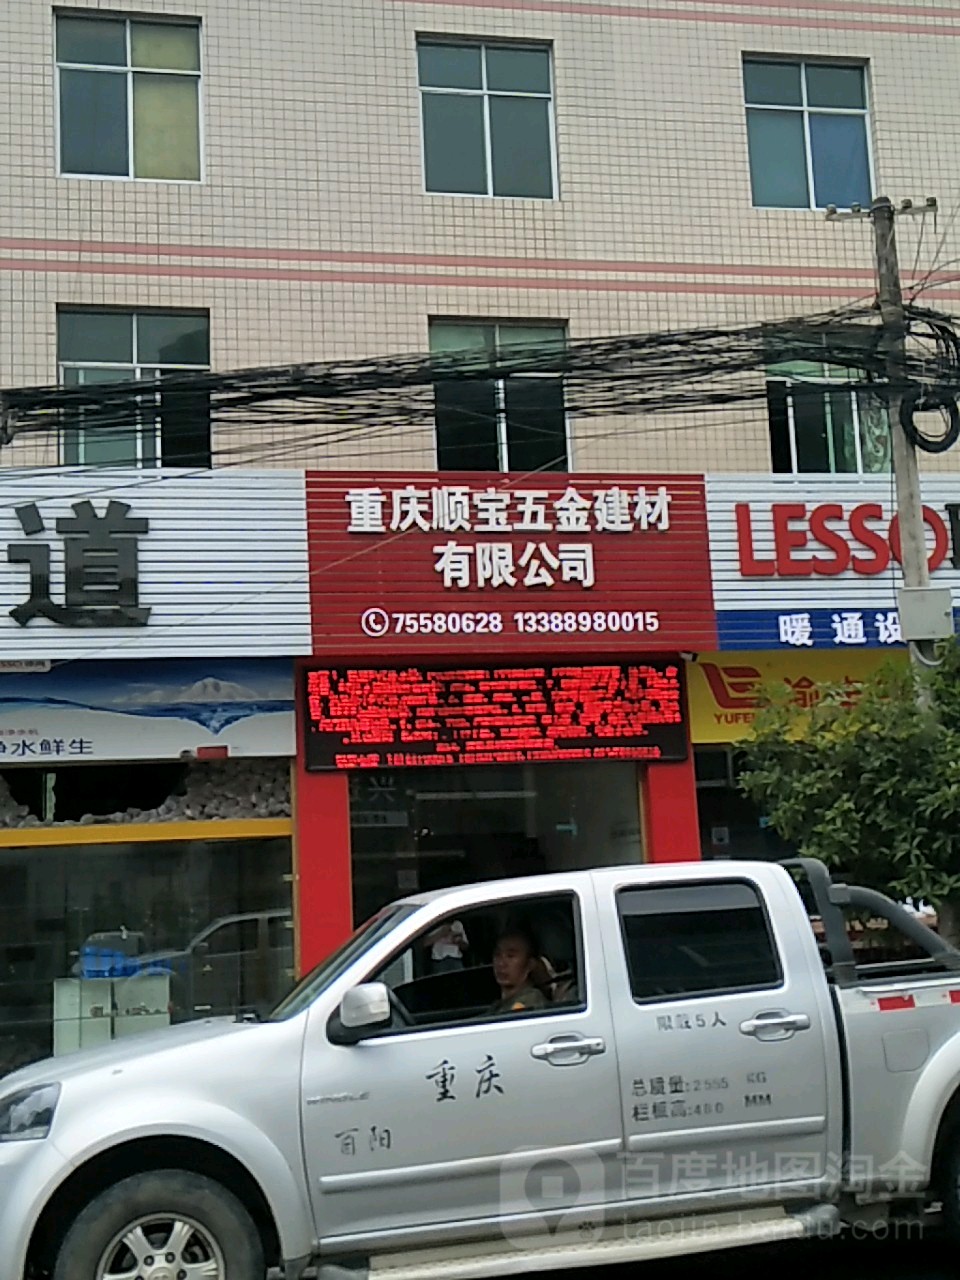 重庆顺宝五金建材
有限公司
75580628 13388980015
道
LESSO
暖通设
净水鲜生
YUFE
限载5人
重庆
酉阳
总质量:2555 KG
栏板高:480 MM
百度地图淘金
taojin.baidu.com